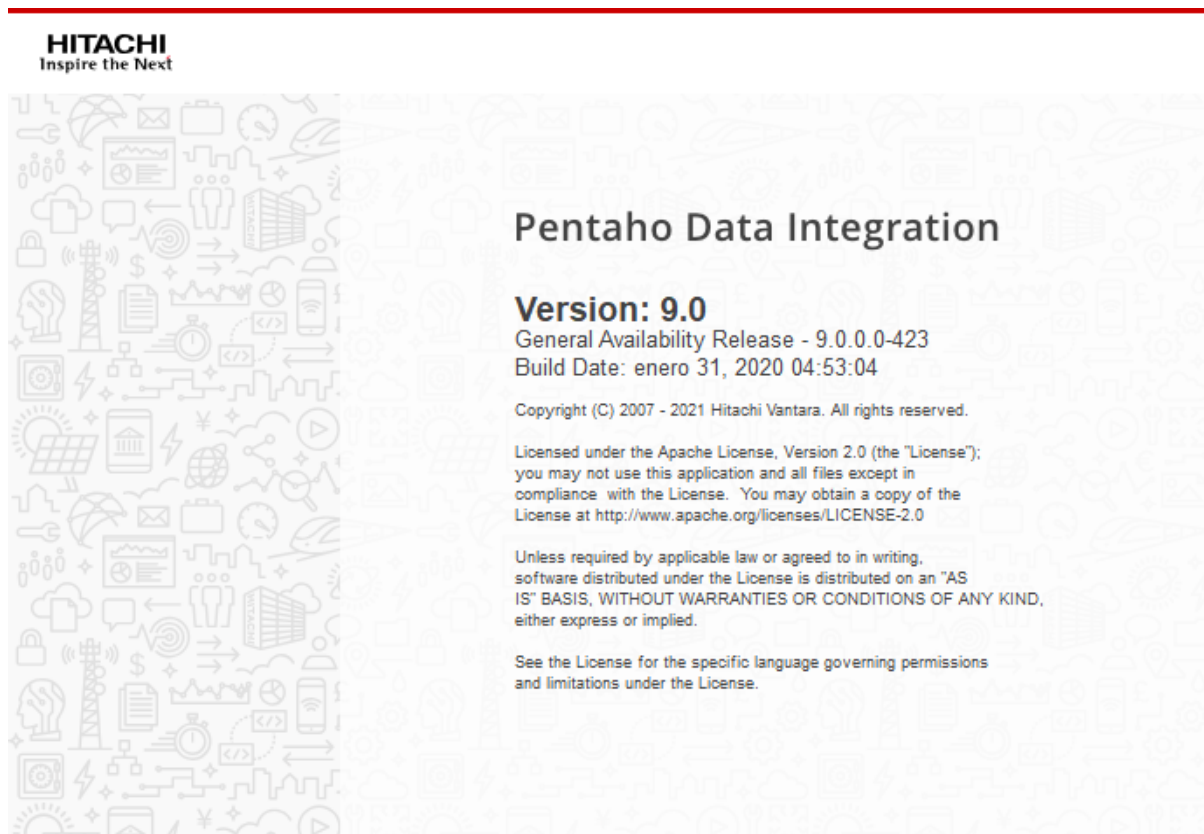 HITACHI
Inspire the Next
Pentaho Data Integration
Version: 9.0
General Availability Release - 9.0.0.0-423
Build Date: enero 31, 2020 04:53:04
Copyright (C) 2007 - 2021 Hitachi Vantara. All rights reserved.
Licensed under the Apache License, Version 2.0 (the "License");
you may not use this application and all files except in
compliance with the License. You may obtain a copy of the
License at http://www.apache.org/licenses/LICENSE-2.0
Unless required by applicable law or agreed to in writing,
software distributed under the License is distributed on an "AS
IS" BASIS, WITHOUT WARRANTIES OR CONDITIONS OF ANY KIND,
either express or implied.
See the License for the specific language governing permissions
and limitations under the License.
HITACHI
HITACHI